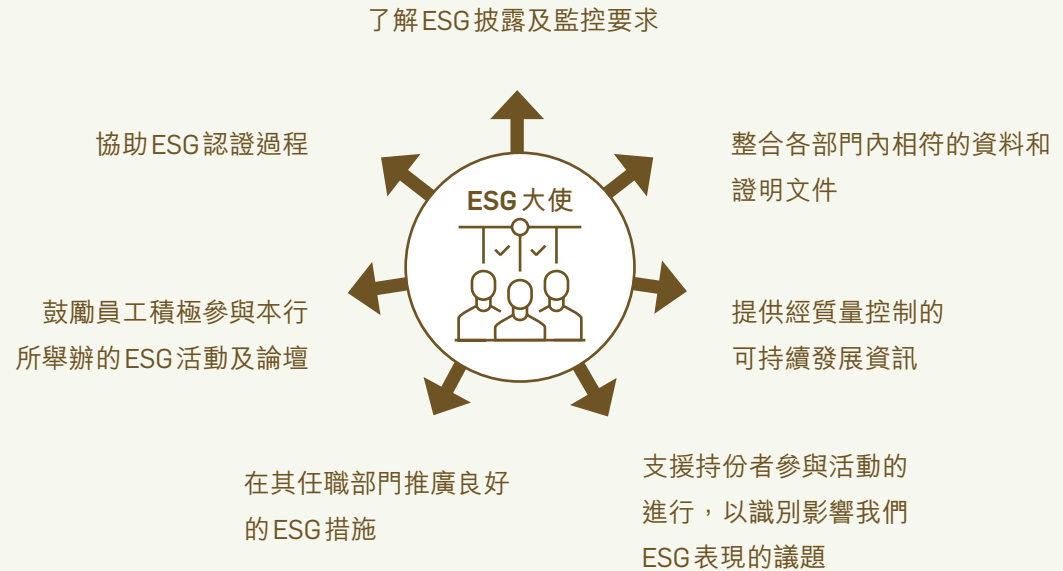 了解ESG披露及監控要求
協助ESG認證過程
整合各部門內相符的資料和
證明文件
ESG大使
鼓勵員工積極參與本行
所舉辦的ESG活動及論壇
提供經質量控制的
可持續發展資訊
在其任職部門推廣良好
的ESG措施
支援持份者參與活動的
進行，以識別影響我們
ESG表現的議題